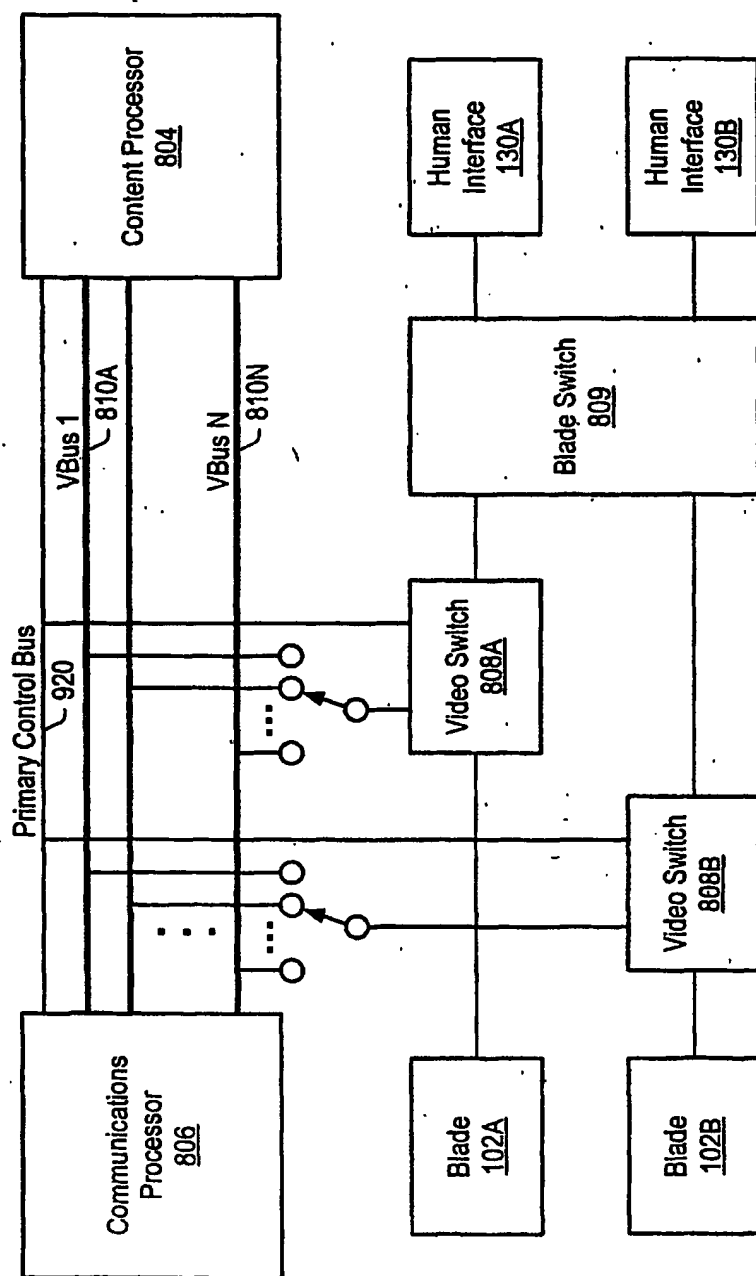 Communications
Processor
806
Primary Control Bus
920
VBus 1
810A
VBus N
810N
Content Processor
804
Blade
102A
Video Switch
808A
Blade Switch
809
Human
Interface
130A
Blade
102B
Video Switch
808B
Human
Interface
130B